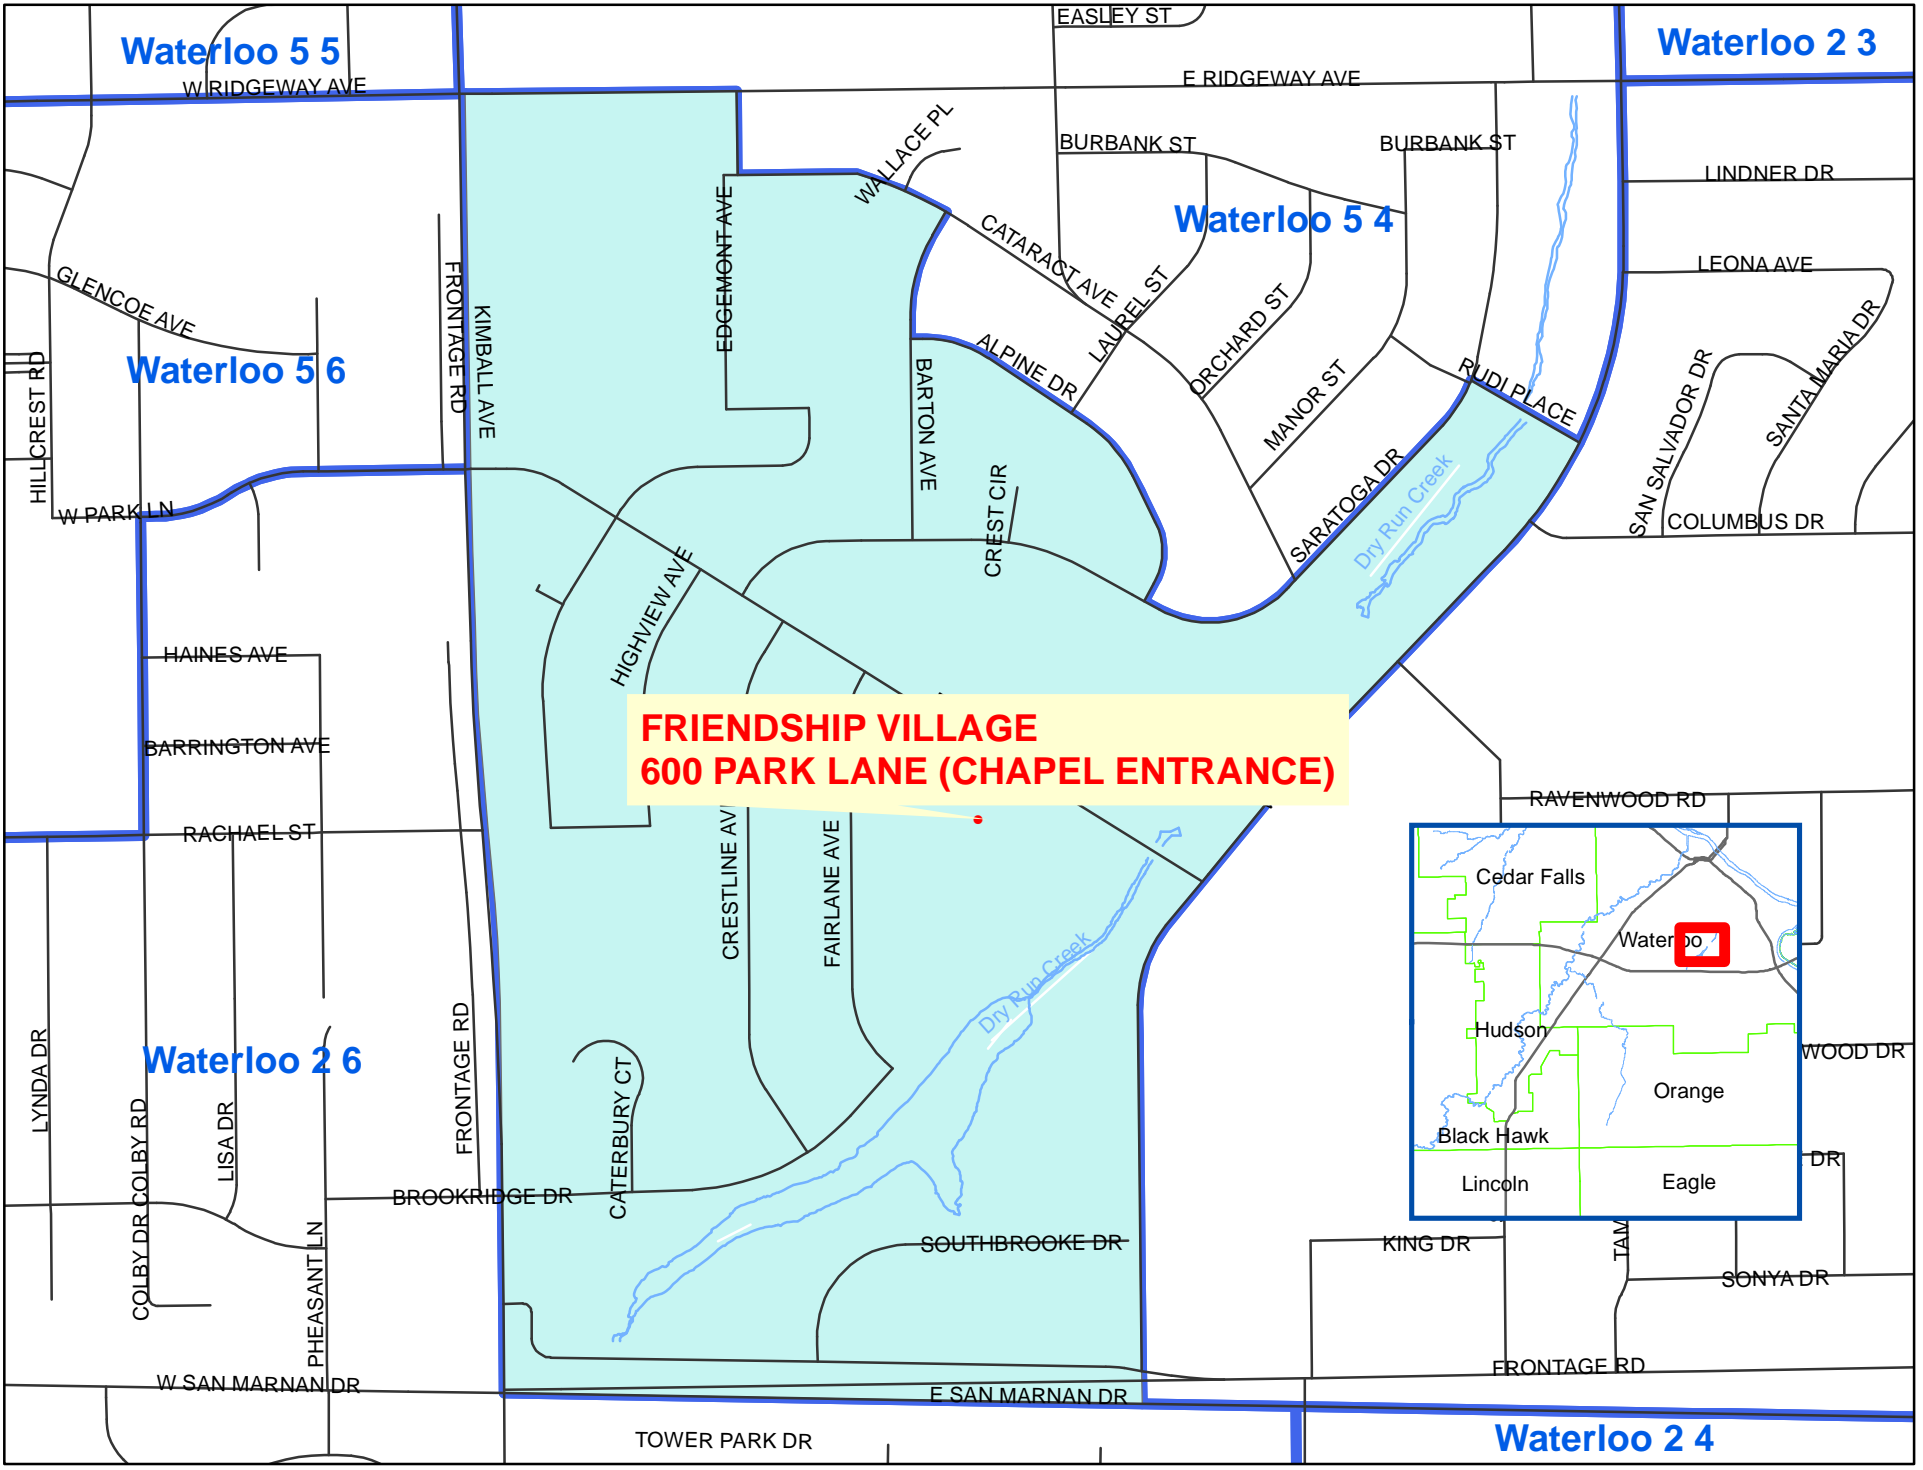 EASLEY ST
Waterloo 5 5
Waterloo 2 3
W RIDGEWAY AVE
E RIDGEWAY AVE
WALLACE PL
BURBANK ST
BURBANK ST
LINDNER DR
EDGEMONT AVE
CATARACT AVE
Waterloo 5 4
LEONA AVE
GLENCOE AVE
FRONTAGE RD
KIMBALL AVE
LAUREL ST
ORCHARD ST
SANTA MARIA DR
Waterloo 5 6
HILLCREST RD
BARTON AVE
ALPINE DR
MANOR ST
RUDI PLACE
SAN SALVADOR DR
W PARK LN
CREST CIR
SARATOGA DR
Dry Run Creek
COLUMBUS DR
HIGHVIEW AVE
HAINES AVE
FRIENDSHIP VILLAGE
600 PARK LANE (CHAPEL ENTRANCE)
BARRINGTON AVE
RAVENWOOD RD
RACHAEL ST
CRESTLINE AV
FAIRLANE AVE
Cedar Falls
Waterloo
Dry Run Creek
Hudson
LYNDA DR
Waterloo 2 6
FRONTAGE RD
WOOD DR
Orange
COLBY DR COLBY RD
LISA DR
CATERBURY CT
Black Hawk
DR
Lincoln
Eagle
BROOKRIDGE DR
PHEASANT LN
SOUTHBROOKE DR
KING DR
TAM
SONYA DR
W SAN MARNAN DR
E SAN MARNAN DR
FRONTAGE RD
TOWER PARK DR
Waterloo 2 4